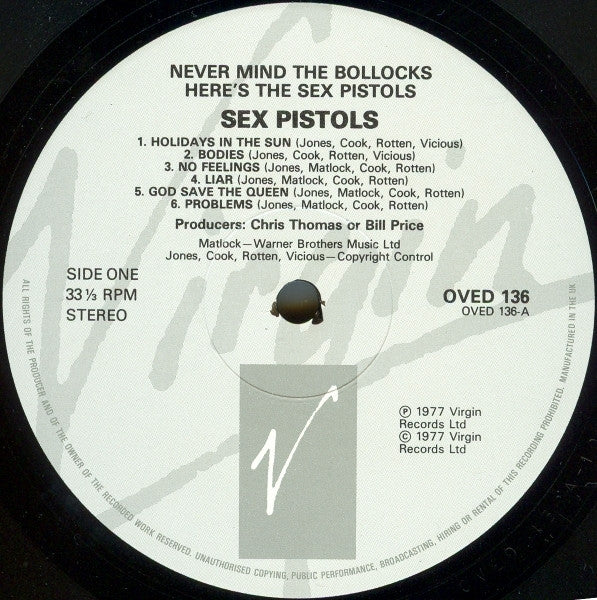 NEVER MIND THE BOLLOCKS
HERE'S THE SEX PISTOLS
SEX PISTOLS
1. HOLIDAYS IN THE SUN (Jones, Cook, Rotten, Vicious)
2. BODIES (Jones, Cook, Rotten, Vicious)
3. NO FEELINGS (Jones, Matlock, Cook, Rotten)
4. LIAR (Jones, Matlock, Cook, Rotten)
5. GOD SAVE THE QUEEN (Jones, Matlock, Cook, Rotten)
6. PROBLEMS (Jones, Matlock, Cook, Rotten)
Producers: Chris Thomas or Bill Price
Matlock—Warner Brothers Music Ltd
Jones, Cook, Rotten, Vicious—Copyright Control
SIDE ONE
33⅓ RPM
STEREO
OVED 136
OVED 136-A
Virgin
V
℗ 1977 Virgin
Records Ltd
© 1977 Virgin
Records Ltd
ALL RIGHTS OF THE PRODUCER AND OF THE OWNER OF THE RECORDED WORK RESERVED. UNAUTHORISED COPYING, PUBLIC PERFORMANCE, BROADCASTING, HIRING OR RENTAL OF THIS RECORDING PROHIBITED. MANUFACTURED IN THE UK